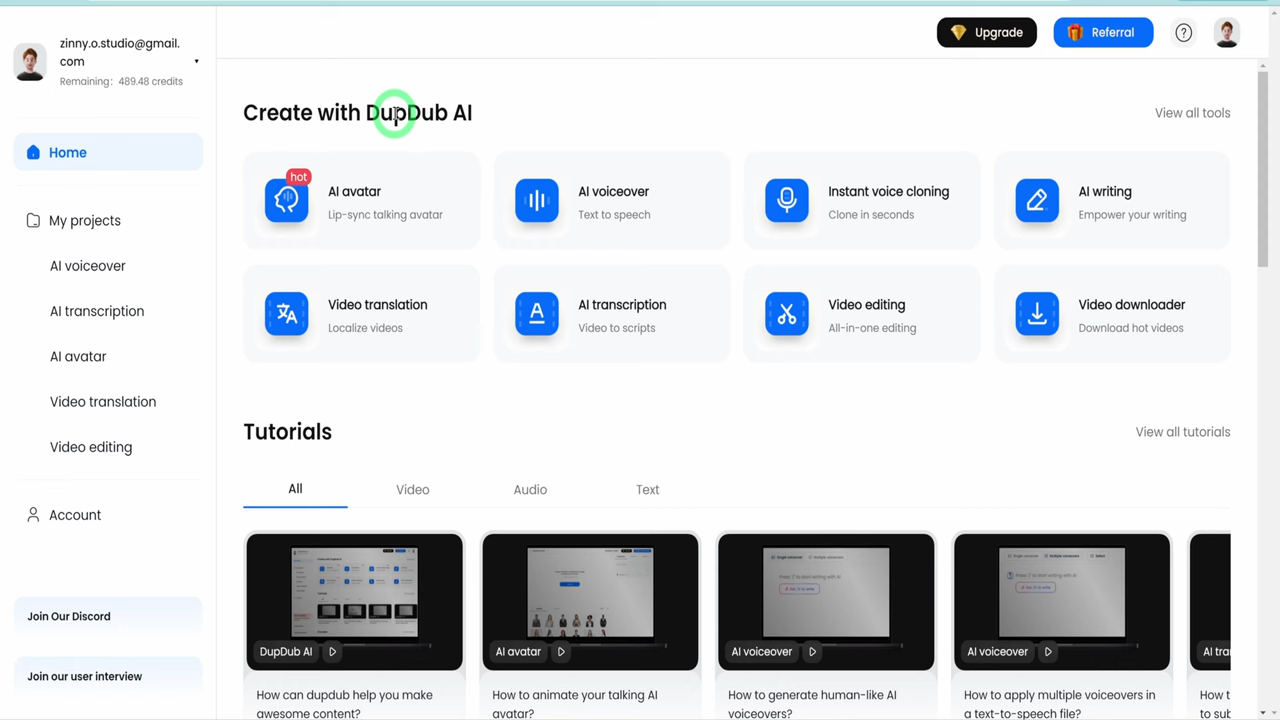 zinny.o.studio@gmail.
com
Remaining: 489.48 credits
Upgrade
Referral
Home
My projects
AI voiceover
AI transcription
AI avatar
Video translation
Video editing
Account
Join Our Discord
Join our user interview
Create with DupDub AI
View all tools
hot
AI avatar
Lip-sync talking avatar
AI voiceover
Text to speech
Instant voice cloning
Clone in seconds
AI writing
Empower your writing
Video translation
Localize videos
AI transcription
Video to scripts
Video editing
All-in-one editing
Video downloader
Download hot videos
Tutorials
View all tutorials
All
Video
Audio
Text
DupDub AI
AI avatar
AI voiceover
AI voiceover
AI tra
How can dupdub help you make
awesome content?
How to animate your talking AI
avatar?
How to generate human-like AI
voiceovers?
How to apply multiple voiceovers in
a text-to-speech file?
How t
to sub